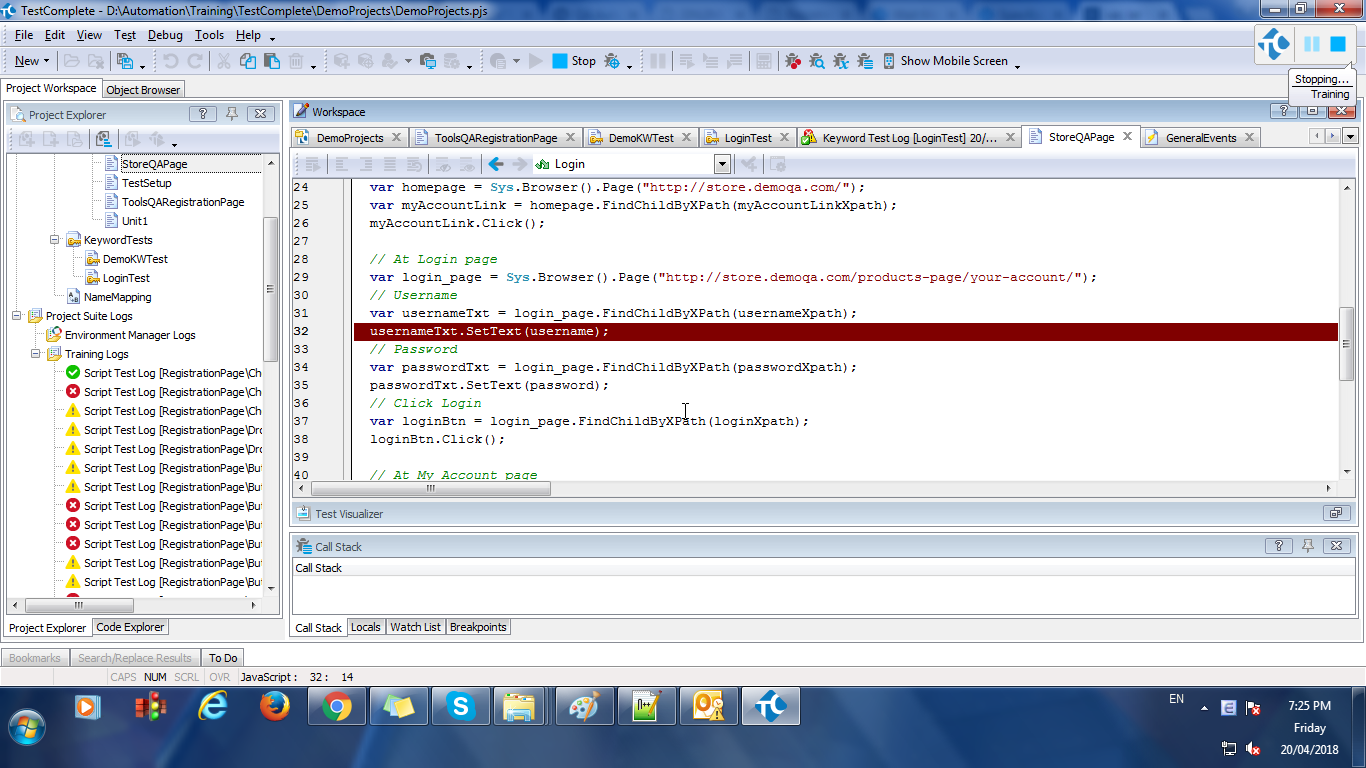 TestComplete - D:\Automation\Training\TestComplete\DemoProjects\DemoProjects.pjs
File Edit View Test Debug Tools Help
New Stop Show Mobile Screen
Stopping...
Training
Project Workspace Object Browser
Project Explorer
StoreQAPage
TestSetup
ToolsQARegistrationPage
Unit1
KeywordTests
DemoKWTest
LoginTest
NameMapping
Project Suite Logs
Environment Manager Logs
Training Logs
Script Test Log [RegistrationPage\Ch
Script Test Log [RegistrationPage\Ch
Script Test Log [RegistrationPage\Ch
Script Test Log [RegistrationPage\Dro
Script Test Log [RegistrationPage\Dro
Script Test Log [RegistrationPage\But
Script Test Log [RegistrationPage\But
Script Test Log [RegistrationPage\But
Script Test Log [RegistrationPage\But
Script Test Log [RegistrationPage\But
Script Test Log [RegistrationPage\But
Script Test Log [RegistrationPage\But
Project Explorer Code Explorer
Workspace
DemoProjects ToolsQARegistrationPage DemoKWTest LoginTest Keyword Test Log [LoginTest] 20/... StoreQAPage GeneralEvents
Login
24 var homepage = Sys.Browser().Page("http://store.demoqa.com/");
25 var myAccountLink = homepage.FindChildByXPath(myAccountLinkXpath);
26 myAccountLink.Click();
27
28 // At Login page
29 var login_page = Sys.Browser().Page("http://store.demoqa.com/products-page/your-account/");
30 // Username
31 var usernameTxt = login_page.FindChildByXPath(usernameXpath);
32 usernameTxt.SetText(username);
33 // Password
34 var passwordTxt = login_page.FindChildByXPath(passwordXpath);
35 passwordTxt.SetText(password);
36 // Click Login
37 var loginBtn = login_page.FindChildByXPath(loginXpath);
38 loginBtn.Click();
39
40 // At My Account page
Test Visualizer
Call Stack
Call Stack
Call Stack Locals Watch List Breakpoints
Bookmarks Search/Replace Results To Do
CAPS NUM SCRL OVR JavaScript : 32 : 14
EN
7:25 PM
Friday
20/04/2018